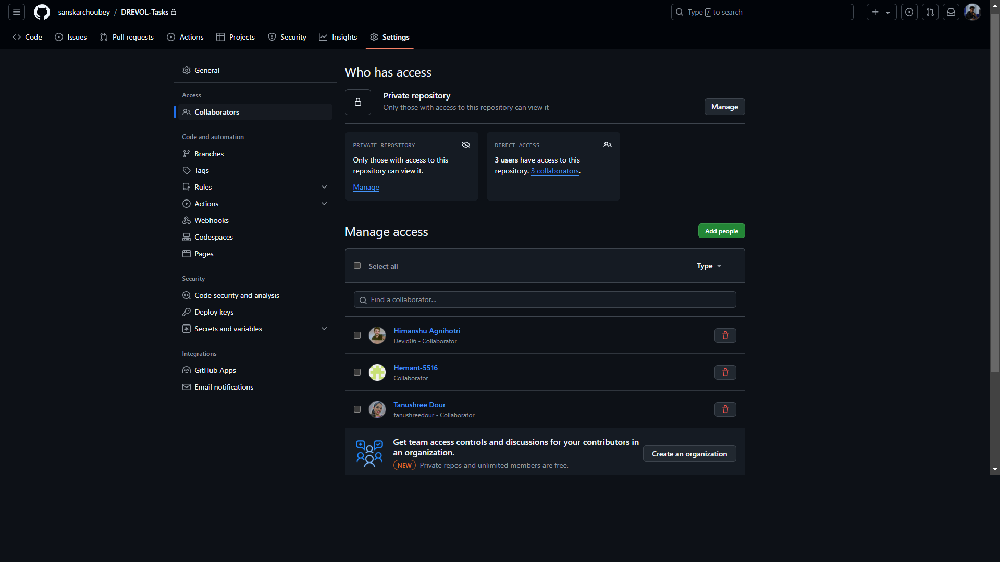 sanskarchoubey / DREVOL-Tasks
Type / to search
Code
Issues
Pull requests
Actions
Projects
Security
Insights
Settings
General
Access
Collaborators
Code and automation
Branches
Tags
Rules
Actions
Webhooks
Codespaces
Pages
Security
Code security and analysis
Deploy keys
Secrets and variables
Integrations
GitHub Apps
Email notifications
Who has access
Private repository
Only those with access to this repository can view it
Manage
PRIVATE REPOSITORY
Only those with access to this
repository can view it.
Manage
DIRECT ACCESS
3 users have access to this
repository. 3 collaborators.
Manage access
Add people
Select all
Type
Find a collaborator...
Himanshu Agnihotri
Devid06 • Collaborator
Hemant-5516
Collaborator
Tanushree Dour
tanushreedour • Collaborator
Get team access controls and discussions for your contributors in
an organization.
NEW Private repos and unlimited members are free.
Create an organization